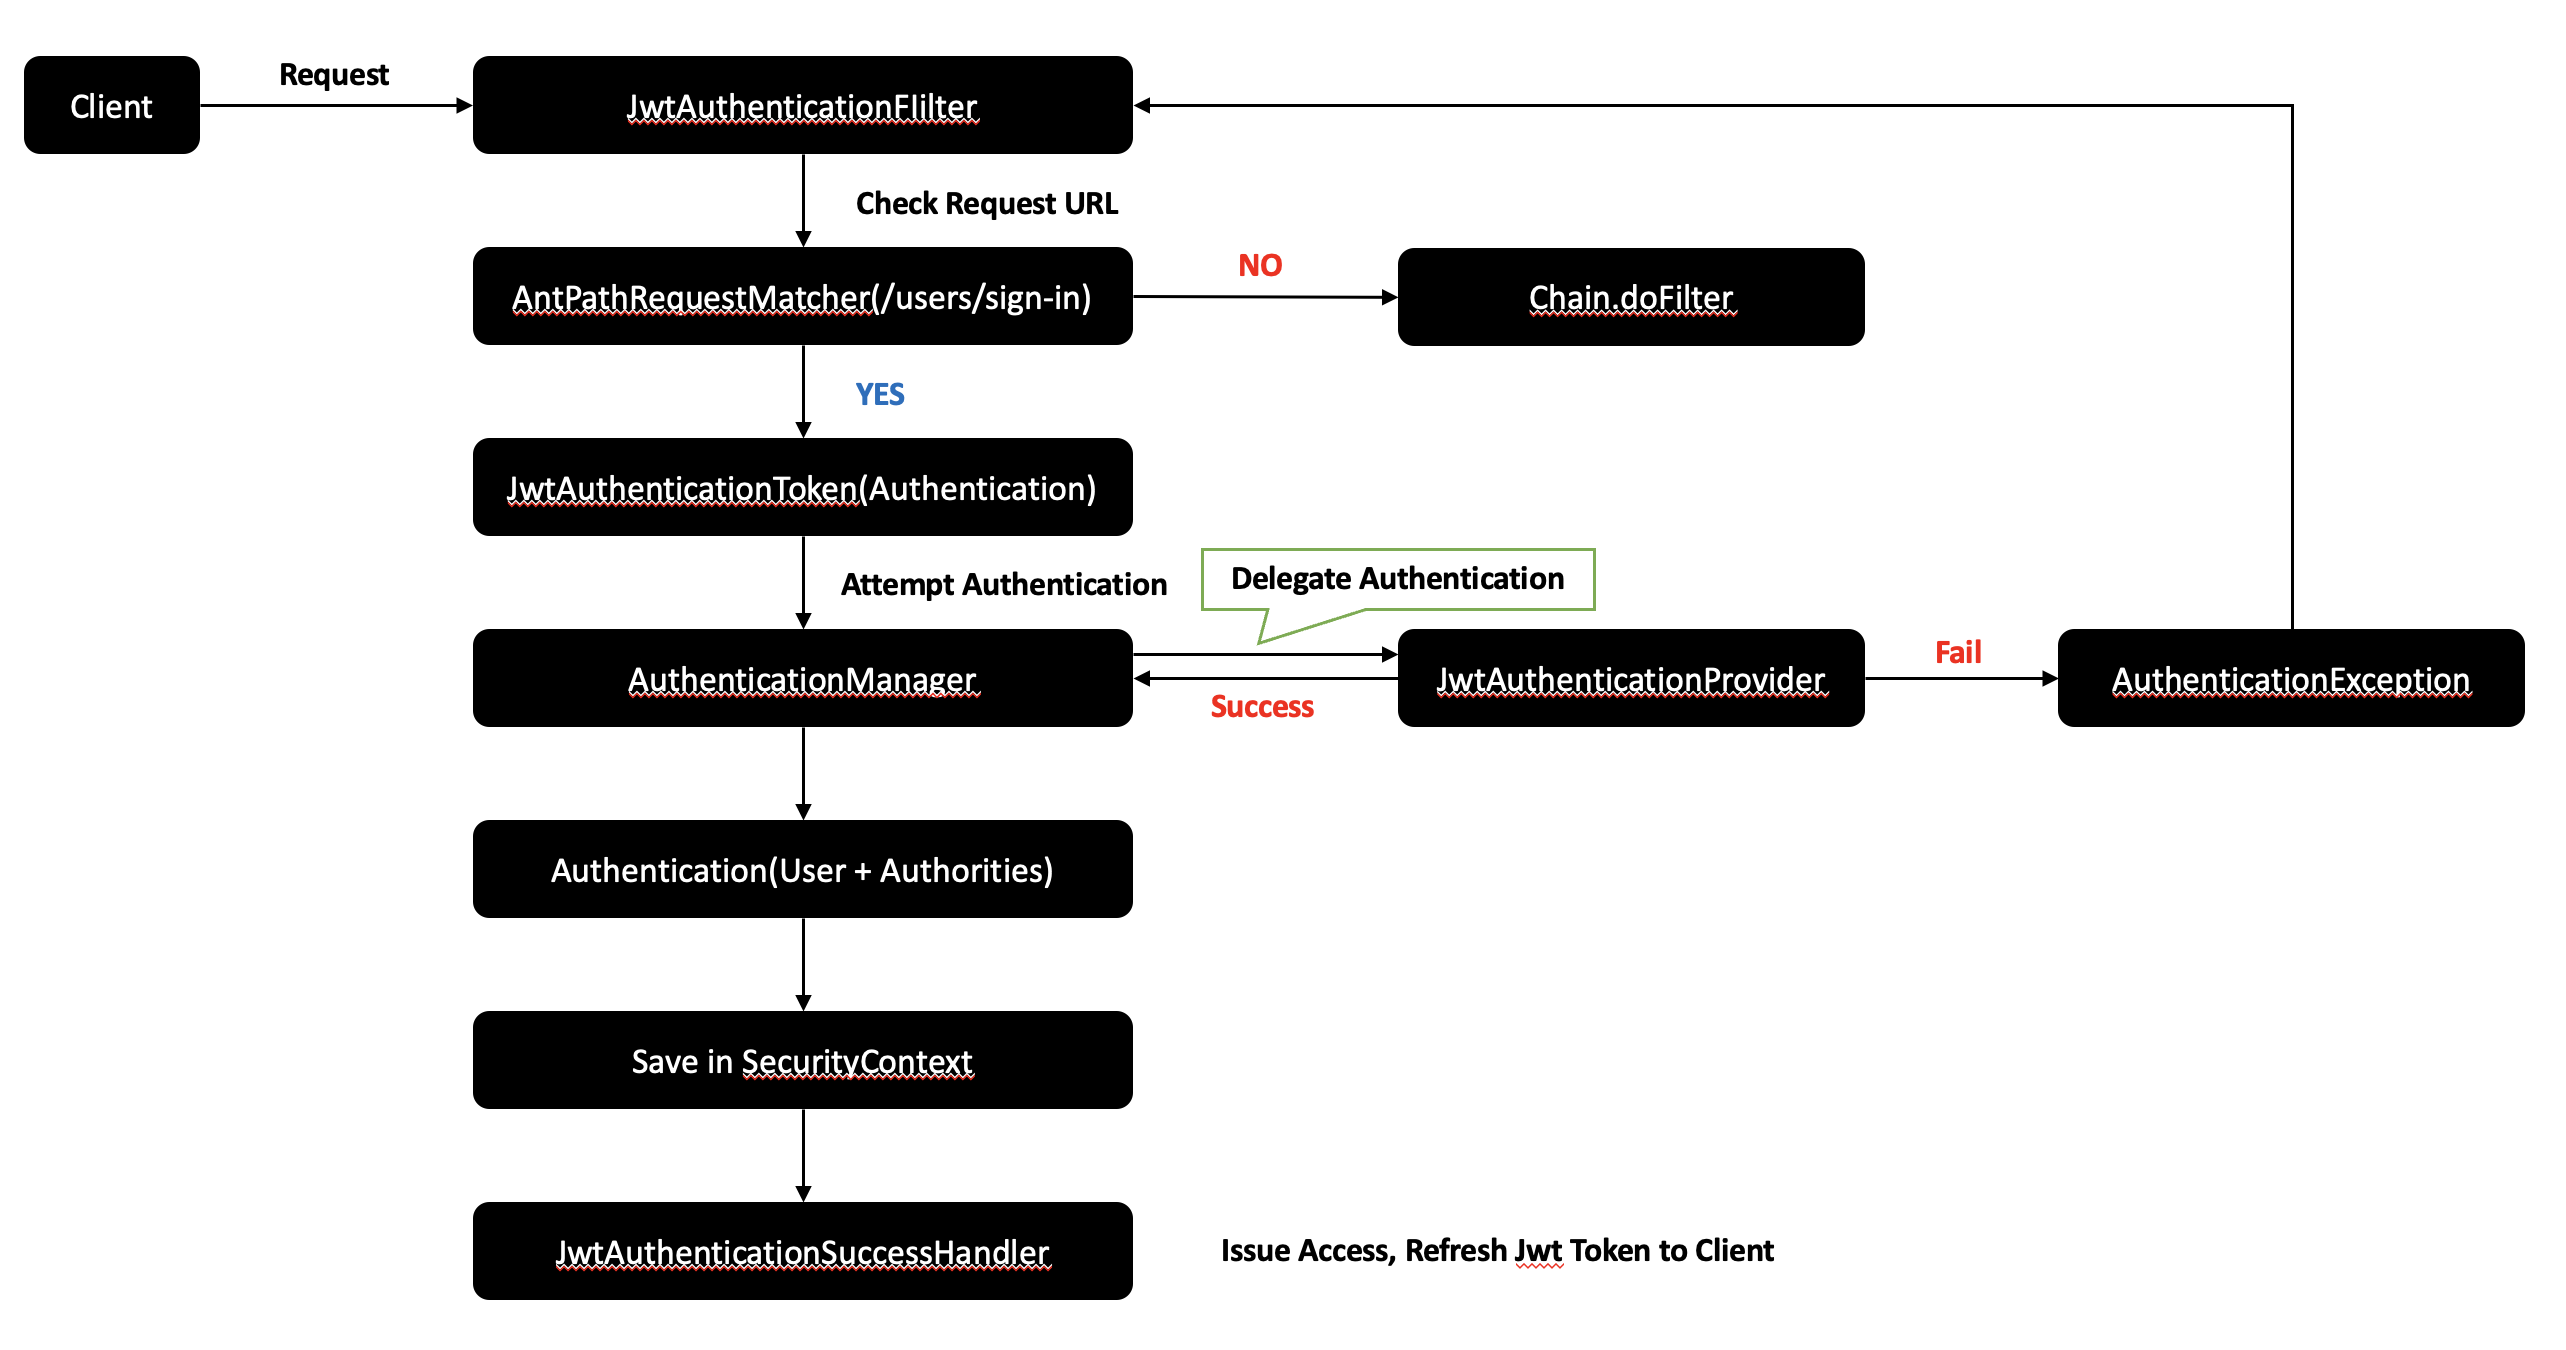 Client
Request
JwtAuthenticationFlilter
Check Request URL
AntPathRequestMatcher(/users/sign-in)
NO
Chain.doFilter
YES
JwtAuthenticationToken(Authentication)
Attempt Authentication
Delegate Authentication
AuthenticationManager
Success
JwtAuthenticationProvider
Fail
AuthenticationException
Authentication(User + Authorities)
Save in SecurityContext
JwtAuthenticationSuccessHandler
Issue Access, Refresh Jwt Token to Client